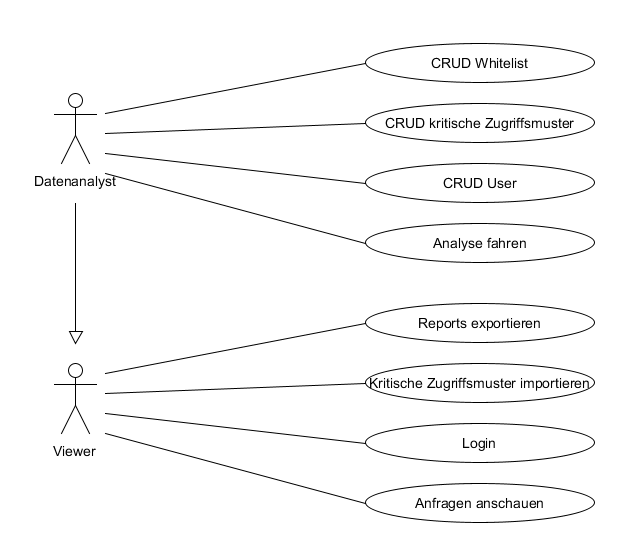 CRUD Whitelist
CRUD kritische Zugriffsmuster
Datenanalyst
CRUD User
Analyse fahren
Reports exportieren
Kritische Zugriffsmuster importieren
Login
Viewer
Anfragen anschauen